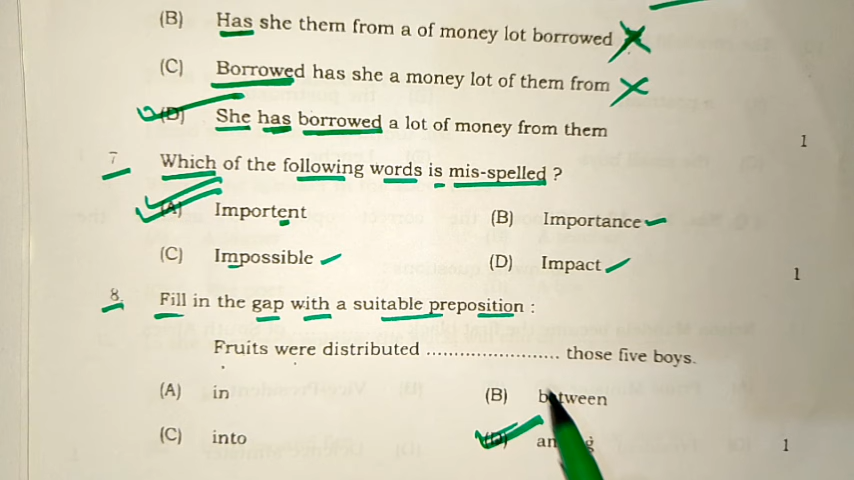 (B) Has she them from a of money lot borrowed
(C) Borrowed has she a money lot of them from
(D) She has borrowed a lot of money from them
1
7 Which of the following words is mis-spelled ?
(A) Importent (B) Importance
(C) Impossible (D) Impact
1
8. Fill in the gap with a suitable preposition :
Fruits were distributed ........................ those five boys.
(A) in (B) between
(C) into (D)
1